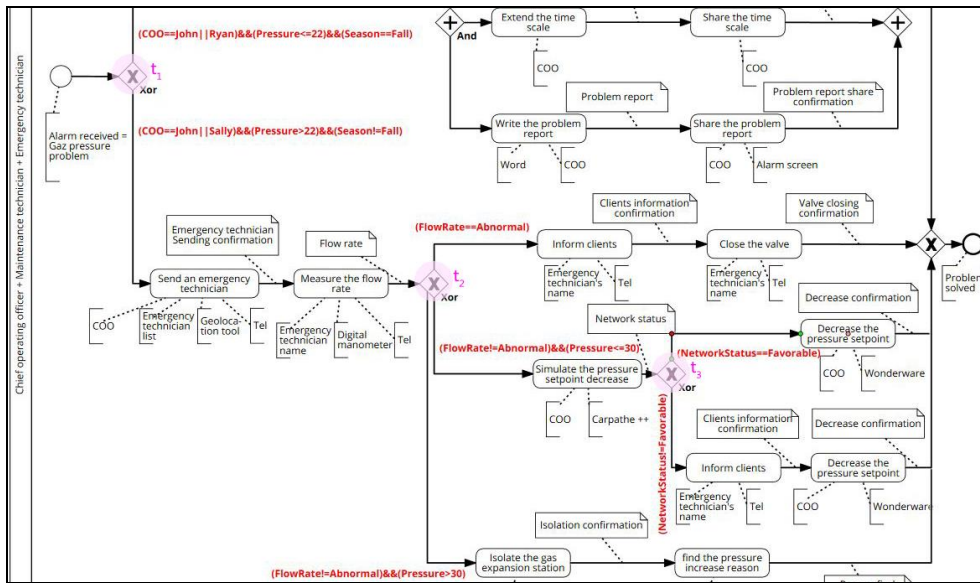 Chief operating officer + Maintenance technician + Emergency technician
(COO==John||Ryan)&&(Pressure<=22)&&(Season==Fall)
t1
Xor
(COO==John||Sally)&&(Pressure>22)&&(Season!=Fall)
Alarm received =
Gaz pressure
problem
And
Extend the time
scale
Share the time
scale
COO
COO
Problem report
Problem report share
confirmation
Write the problem
report
Share the problem
report
Word
COO
COO
Alarm screen
Emergency technician
Sending confirmation
Flow rate
Send an emergency
technician
Measure the flow
rate
COO
Emergency
technician
list
Geoloca-
tion tool
Tel
Emergency
technician
name
Digital
manometer
Tel
(FlowRate==Abnormal)
t2
Xor
Clients information
confirmation
Valve closing
confirmation
Inform clients
Close the valve
Emergency
technician's
name
Tel
Emergency
technician's
name
Tel
Problem
solved
Network status
Decrease confirmation
(FlowRate!=Abnormal)&&(Pressure<=30)
(NetworkStatus==Favorable)
Decrease the
pressure setpoint
Simulate the pressure
setpoint decrease
t3
Xor
COO
Wonderware
COO
Carpathe ++
(NetworkStatus!=Favorable)
Clients information
confirmation
Decrease confirmation
Inform clients
Decrease the
pressure setpoint
Emergency
technician's
name
Tel
COO
Wonderware
Isolation confirmation
(FlowRate!=Abnormal)&&(Pressure>30)
Isolate the gas
expansion station
find the pressure
increase reason